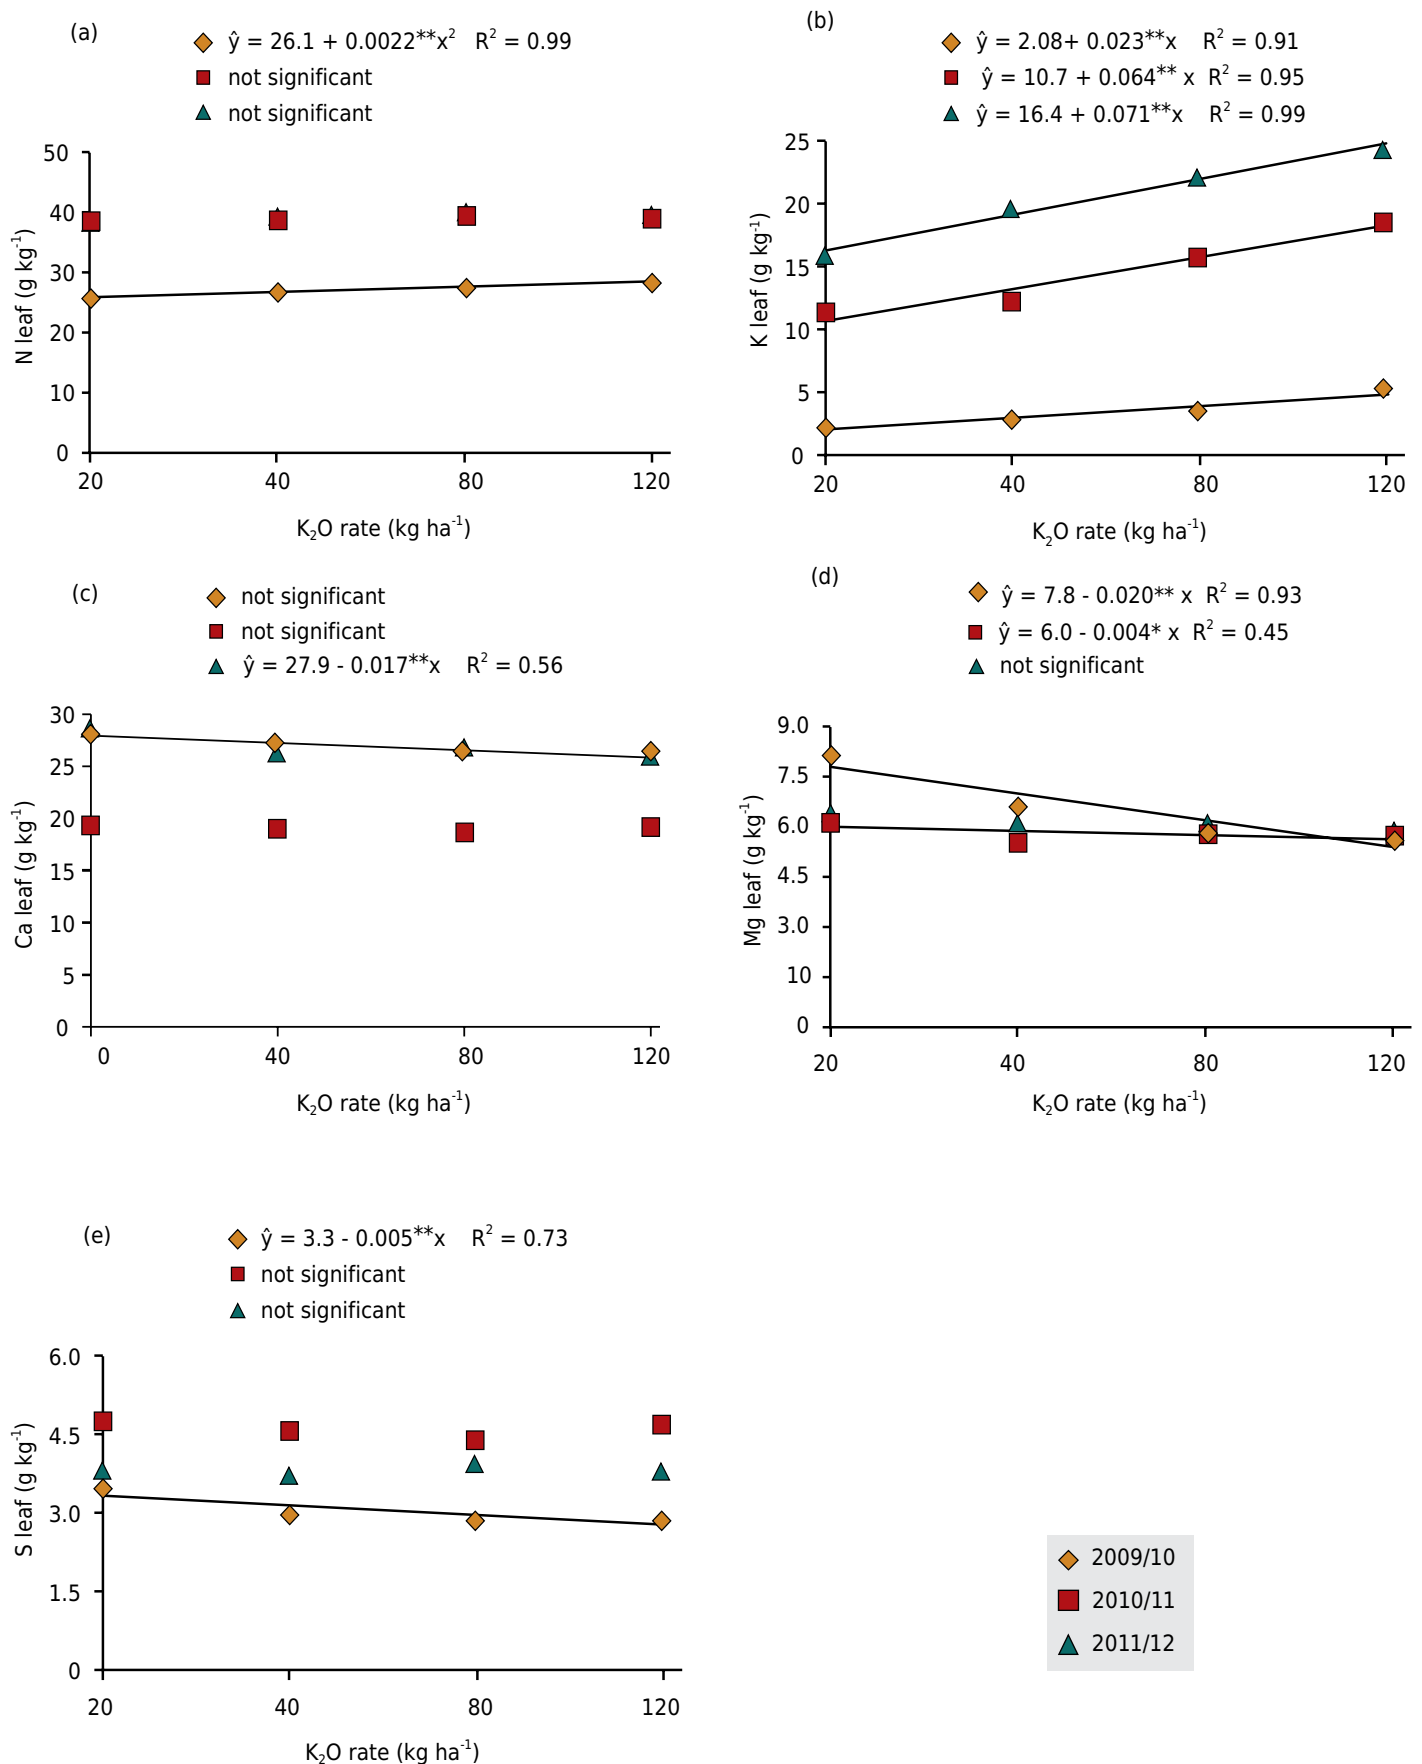 (a)
ŷ = 26.1 + 0.0022**x² R² = 0.99
not significant
not significant
50
40
30
20
10
0
N leaf (g kg⁻¹)
20 40 80 120
K₂O rate (kg ha⁻¹)
(b)
ŷ = 2.08+ 0.023**x R² = 0.91
ŷ = 10.7 + 0.064** x R² = 0.95
ŷ = 16.4 + 0.071**x R² = 0.99
25
20
15
10
5
0
K leaf (g kg⁻¹)
20 40 80 120
K₂O rate (kg ha⁻¹)
(c)
not significant
not significant
ŷ = 27.9 - 0.017**x R² = 0.56
30
25
20
15
10
5
0
Ca leaf (g kg⁻¹)
0 40 80 120
K₂O rate (kg ha⁻¹)
(d)
ŷ = 7.8 - 0.020** x R² = 0.93
ŷ = 6.0 - 0.004* x R² = 0.45
not significant
9.0
7.5
6.0
4.5
3.0
10
0
Mg leaf (g kg⁻¹)
20 40 80 120
K₂O rate (kg ha⁻¹)
(e)
ŷ = 3.3 - 0.005**x R² = 0.73
not significant
not significant
6.0
4.5
3.0
1.5
0
S leaf (g kg⁻¹)
20 40 80 120
K₂O rate (kg ha⁻¹)
2009/10
2010/11
2011/12